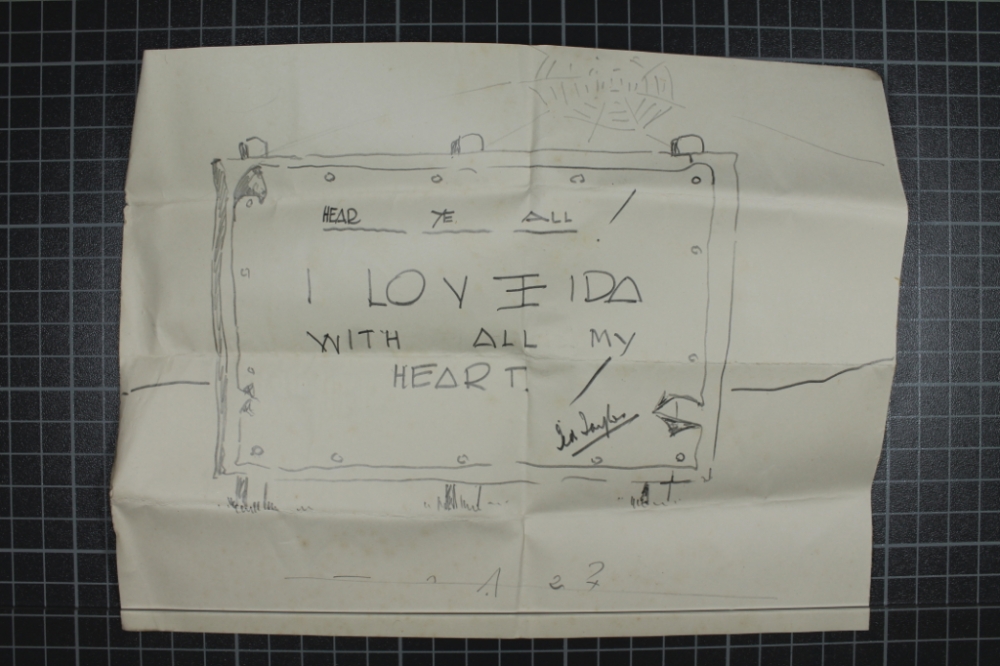 HEAR YE ALL!
I LOVE IDA
WITH ALL MY
HEART.